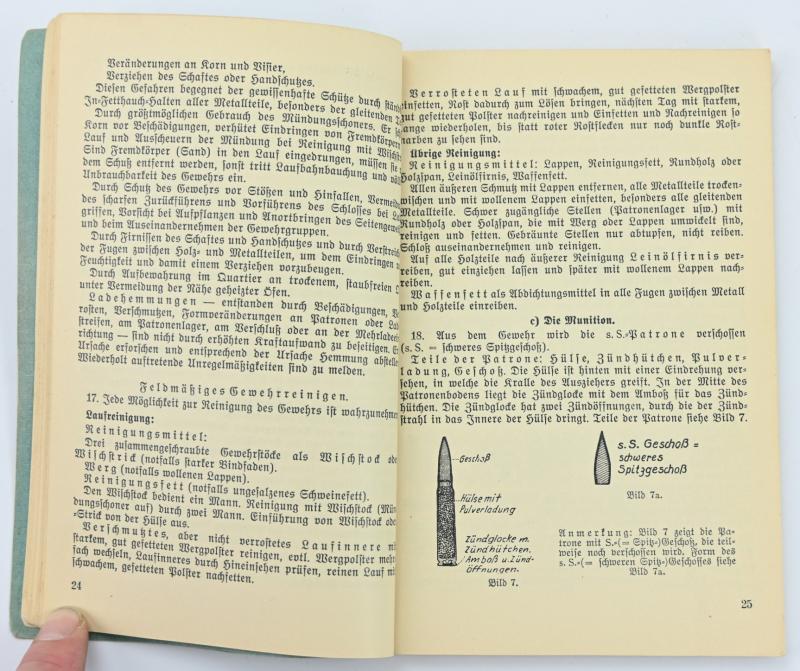 Veränderungen an Korn und Visier,
Verziehen des Schaftes oder Handschutzes.
Diesen Gefahren begegnet der gewissenhafte Schütze durch
In-Fetthauch-Halten aller Metallteile, besonders der gleitenden
Durch größtmöglichen Gebrauch des Mündungsschoners. Er
Korn vor Beschädigungen, verhütet Eindringen von Fremdkörpern
Lauf und Ausscheuern der Mündung bei Reinigung mit
Sind Fremdkörper (Sand) in den Lauf eingedrungen, müssen sie
dem Schuß entfernt werden, sonst tritt Laufbahnbauchung und
Unbrauchbarkeit des Gewehrs ein.
Durch Schutz des Gewehrs vor Stößen und Hinfallen,
des scharfen Zurückführens und Vorführens des Schlosses bei
griffen, Vorsicht bei Aufpflanzen und Anortbringen des
und beim Auseinandernehmen der Gewehrgruppen.
Durch Firnissen des Schaftes und Handschutzes und durch
der Fugen zwischen Holz- und Metallteilen, um dem Eindringen
Feuchtigkeit und damit einem Verziehen vorzubeugen.
Durch Aufbewahrung im Quartier an trockenem, staubfreien
unter Vermeidung der Nähe geheizter Öfen.
Ladehemmungen — entstanden durch Beschädigungen,
rosten, Verschmutzen, Formveränderungen an Patronen oder
streifen, am Patronenlager, am Verschluß oder an der
richtung — sind nicht durch erhöhten Kraftaufwand zu beseitigen.
Ursache erforschen und entsprechend der Ursache Hemmung
Wiederholt auftretende Unregelmäßigkeiten sind zu melden.
Feldmäßiges Gewehrreinigen.
17. Jede Möglichkeit zur Reinigung des Gewehrs ist wahrzunehmen
Laufreinigung:
Reinigungsmittel:
Drei zusammengeschraubte Gewehrstöcke als Wischstock oder
Wischstrick (notfalls starker Bindfaden).
Werg (notfalls wollenen Lappen).
Reinigungsfett (notfalls ungesalzenes Schweinefett).
Den Wischstock bedient ein Mann. Reinigung mit Wischstock
dungsschoner auf) durch zwei Mann. Einführung von Wischstock oder
-Strick von der Hülse aus.
Verschmutztes, aber nicht verrostetes Laufinnere mit
starkem, gut gefetteten Wergpolster reinigen, evtl. Wergpolster
fach wechseln, Laufinneres durch Hineinsehen prüfen, reinen Lauf mit
schwachem, gefetteten Polster nachfetten.
24
Verrosteten Lauf mit schwachem, gut gefetteten Wergpolster
einfetten, Rost dadurch zum Lösen bringen, nächsten Tag mit starkem,
gut gefetteten Polster nachreinigen und Einfetten und Nachreinigen so
lange wiederholen, bis statt roter Rostflecken nur noch dunkle Rost-
narben zu sehen sind.
Übrige Reinigung:
Reinigungsmittel: Lappen, Reinigungsfett, Rundholz oder
Holzspan, Leinölfirnis, Waffenfett.
Allen äußeren Schmutz mit Lappen entfernen, alle Metallteile trocken-
wischen und mit wollenem Lappen einfetten, besonders alle gleitenden
Metallteile. Schwer zugängliche Stellen (Patronenlager usw.) mit
Rundholz oder Holzspan, die mit Werg oder Lappen umwickelt sind,
reinigen und fetten. Gebräunte Stellen nur abtupfen, nicht reiben.
Schloß auseinandernehmen und reinigen.
Auf alle Holzteile nach äußerer Reinigung Leinölfirnis ver-
reiben, gut einziehen lassen und später mit wollenem Lappen nach-
reiben.
Waffenfett als Abdichtungsmittel in alle Fugen zwischen Metall
und Holzteile einreiben.
c) Die Munition.
18. Aus dem Gewehr wird die s.S.-Patrone verschossen
(s.S. = schweres Spitzgeschoß).
Teile der Patrone: Hülse, Zündhütchen, Pulver-
ladung, Geschoß. Die Hülse ist hinten mit einer Eindrehung ver-
sehen, in welche die Kralle des Ausziehers greift. In der Mitte des
Patronenbodens liegt die Zündglocke mit dem Amboß für das Zünd-
hütchen. Die Zündglocke hat zwei Zündöffnungen, durch die der Zünd-
strahl in das Innere der Hülse dringt. Teile der Patrone siehe Bild 7.
Geschoß
Hülse mit
Pulverladung
Zündglocke m.
Zündhütchen.
Amboß u. Zünd-
öffnungen.
Bild 7.
s.S. Geschoß =
schweres
Spitzgeschoß
Bild 7a.
Anmerkung: Bild 7 zeigt die Pa-
trone mit S.-(= Spitz-)Geschoß, die teil-
weise noch verschossen wird. Form des
s. S.-(= schweren Spitz-)Geschosses siehe
Bild 7a.
25